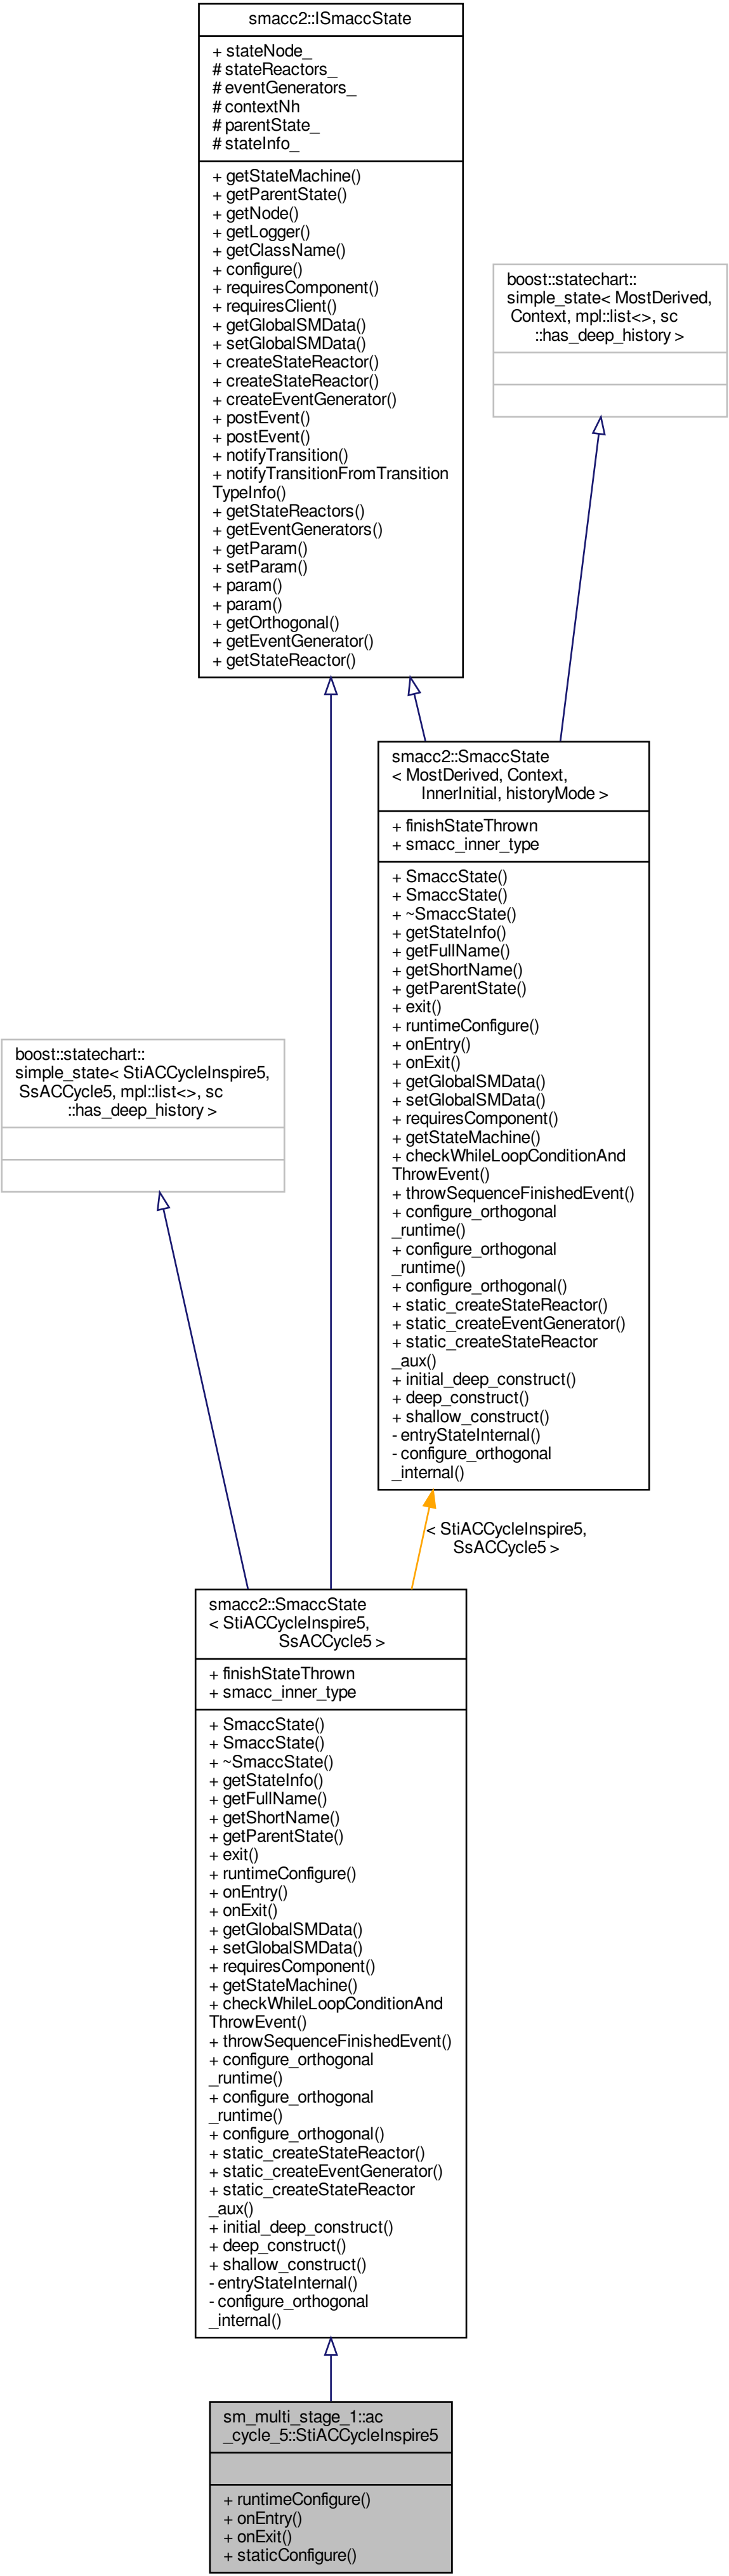 smacc2::ISmaccState
+ stateNode_
# stateReactors_
# eventGenerators_
# contextNh
# parentState_
# stateInfo_
+ getStateMachine()
+ getParentState()
+ getNode()
+ getLogger()
+ getClassName()
+ configure()
+ requiresComponent()
+ requiresClient()
+ getGlobalSMData()
+ setGlobalSMData()
+ createStateReactor()
+ createStateReactor()
+ createEventGenerator()
+ postEvent()
+ postEvent()
+ notifyTransition()
+ notifyTransitionFromTransition
TypeInfo()
+ getStateReactors()
+ getEventGenerators()
+ getParam()
+ setParam()
+ param()
+ param()
+ getOrthogonal()
+ getEventGenerator()
+ getStateReactor()
boost::statechart::
simple_state< MostDerived,
Context, mpl::list<>, sc
::has_deep_history >
smacc2::SmaccState
< MostDerived, Context,
InnerInitial, historyMode >
+ finishStateThrown
+ smacc_inner_type
+ SmaccState()
+ SmaccState()
+ ~SmaccState()
+ getStateInfo()
+ getFullName()
+ getShortName()
+ getParentState()
+ exit()
+ runtimeConfigure()
+ onEntry()
+ onExit()
+ getGlobalSMData()
+ setGlobalSMData()
+ requiresComponent()
+ getStateMachine()
+ checkWhileLoopConditionAnd
ThrowEvent()
+ throwSequenceFinishedEvent()
+ configure_orthogonal
_runtime()
+ configure_orthogonal
_runtime()
+ configure_orthogonal()
+ static_createStateReactor()
+ static_createEventGenerator()
+ static_createStateReactor
_aux()
+ initial_deep_construct()
+ deep_construct()
+ shallow_construct()
- entryStateInternal()
- configure_orthogonal
_internal()
boost::statechart::
simple_state< StiACCycleInspire5,
SsACCycle5, mpl::list<>, sc
::has_deep_history >
< StiACCycleInspire5,
SsACCycle5 >
smacc2::SmaccState
< StiACCycleInspire5,
SsACCycle5 >
+ finishStateThrown
+ smacc_inner_type
+ SmaccState()
+ SmaccState()
+ ~SmaccState()
+ getStateInfo()
+ getFullName()
+ getShortName()
+ getParentState()
+ exit()
+ runtimeConfigure()
+ onEntry()
+ onExit()
+ getGlobalSMData()
+ setGlobalSMData()
+ requiresComponent()
+ getStateMachine()
+ checkWhileLoopConditionAnd
ThrowEvent()
+ throwSequenceFinishedEvent()
+ configure_orthogonal
_runtime()
+ configure_orthogonal
_runtime()
+ configure_orthogonal()
+ static_createStateReactor()
+ static_createEventGenerator()
+ static_createStateReactor
_aux()
+ initial_deep_construct()
+ deep_construct()
+ shallow_construct()
- entryStateInternal()
- configure_orthogonal
_internal()
sm_multi_stage_1::ac
_cycle_5::StiACCycleInspire5
+ runtimeConfigure()
+ onEntry()
+ onExit()
+ staticConfigure()